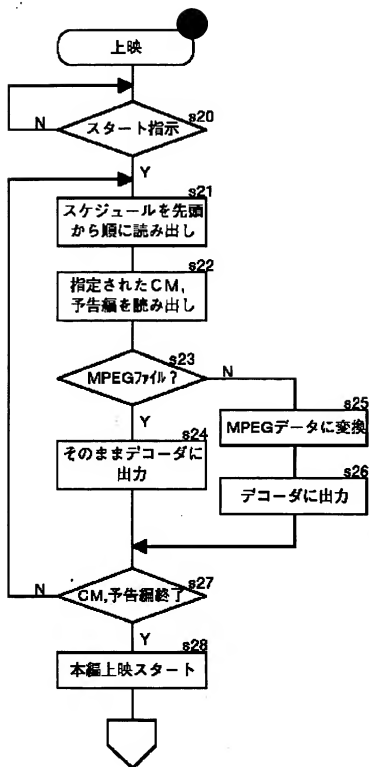 上映
s20
スタート指示
N
Y
s21
スケジュールを先頭
から順に読み出し
s22
指定されたCM,
予告編を読み出し
s23
MPEGファイル?
N
Y
s24
そのままデコーダに
出力
s25
MPEGデータに変換
s26
デコーダに出力
s27
CM,予告編終了
N
Y
s28
本編上映スタート